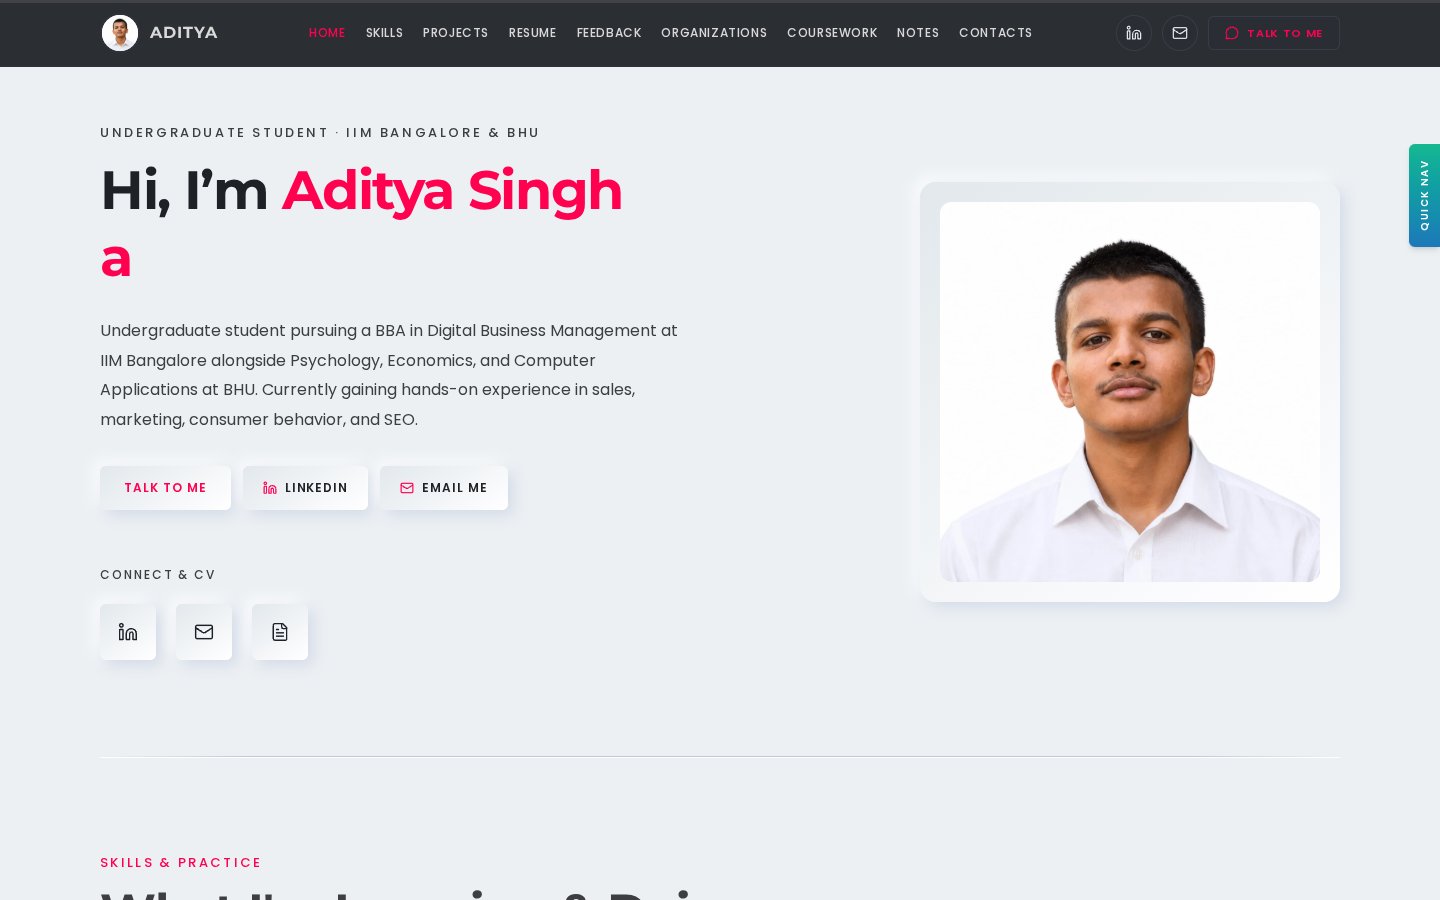 ADITYA
HOME SKILLS PROJECTS RESUME FEEDBACK ORGANIZATIONS COURSEWORK NOTES CONTACTS
TALK TO ME
QUICK NAV
UNDERGRADUATE STUDENT · IIM BANGALORE & BHU
Hi, I’m Aditya Singh
a
Undergraduate student pursuing a BBA in Digital Business Management at
IIM Bangalore alongside Psychology, Economics, and Computer
Applications at BHU. Currently gaining hands-on experience in sales,
marketing, consumer behavior, and SEO.
TALK TO ME
LINKEDIN
EMAIL ME
CONNECT & CV
SKILLS & PRACTICE